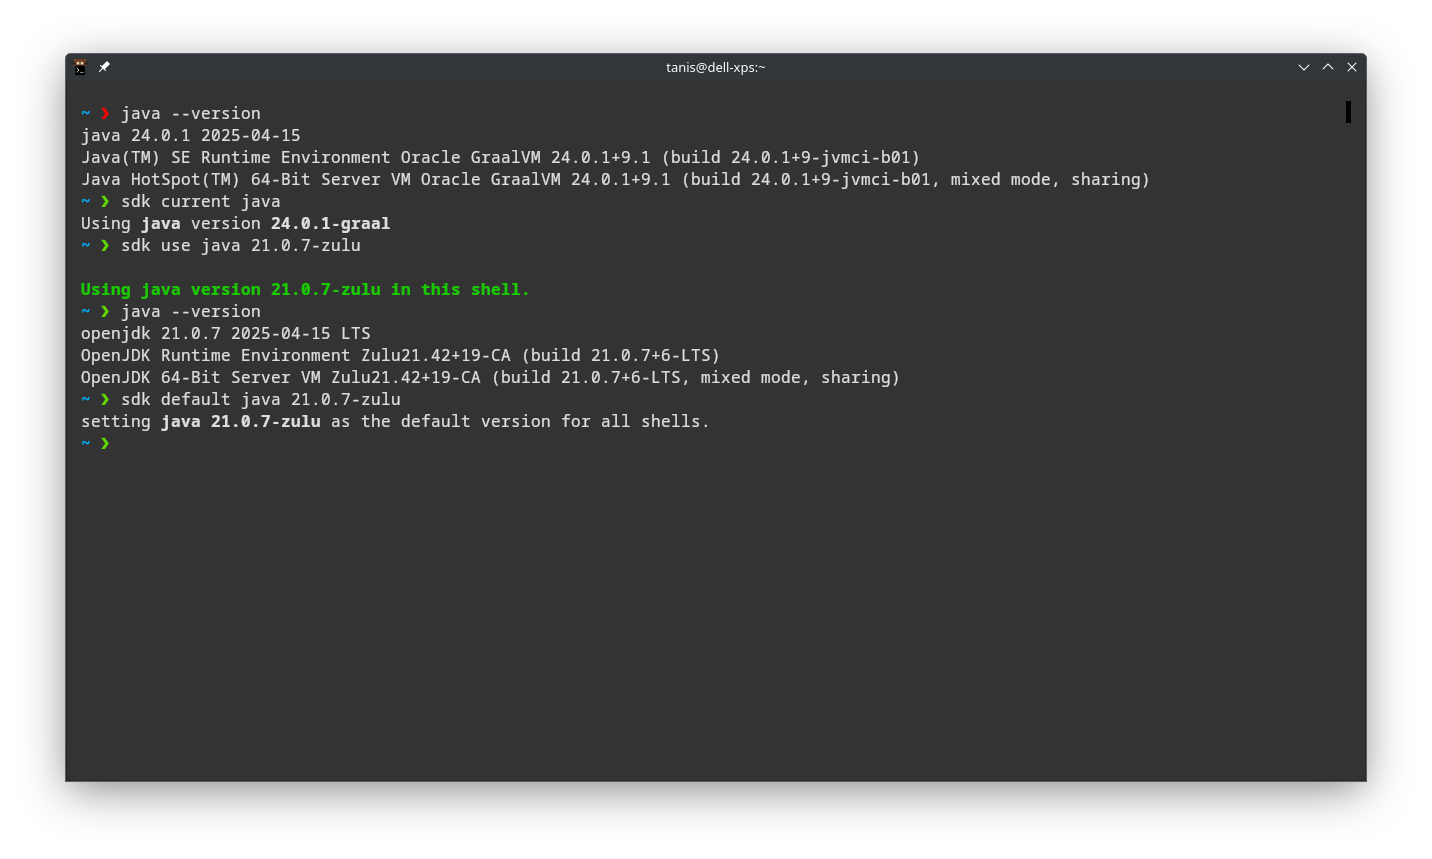 tanis@dell-xps:~
~ ❯ java --version
java 24.0.1 2025-04-15
Java(TM) SE Runtime Environment Oracle GraalVM 24.0.1+9.1 (build 24.0.1+9-jvmci-b01)
Java HotSpot(TM) 64-Bit Server VM Oracle GraalVM 24.0.1+9.1 (build 24.0.1+9-jvmci-b01, mixed mode, sharing)
~ ❯ sdk current java
Using java version 24.0.1-graal
~ ❯ sdk use java 21.0.7-zulu
Using java version 21.0.7-zulu in this shell.
~ ❯ java --version
openjdk 21.0.7 2025-04-15 LTS
OpenJDK Runtime Environment Zulu21.42+19-CA (build 21.0.7+6-LTS)
OpenJDK 64-Bit Server VM Zulu21.42+19-CA (build 21.0.7+6-LTS, mixed mode, sharing)
~ ❯ sdk default java 21.0.7-zulu
setting java 21.0.7-zulu as the default version for all shells.
~ ❯